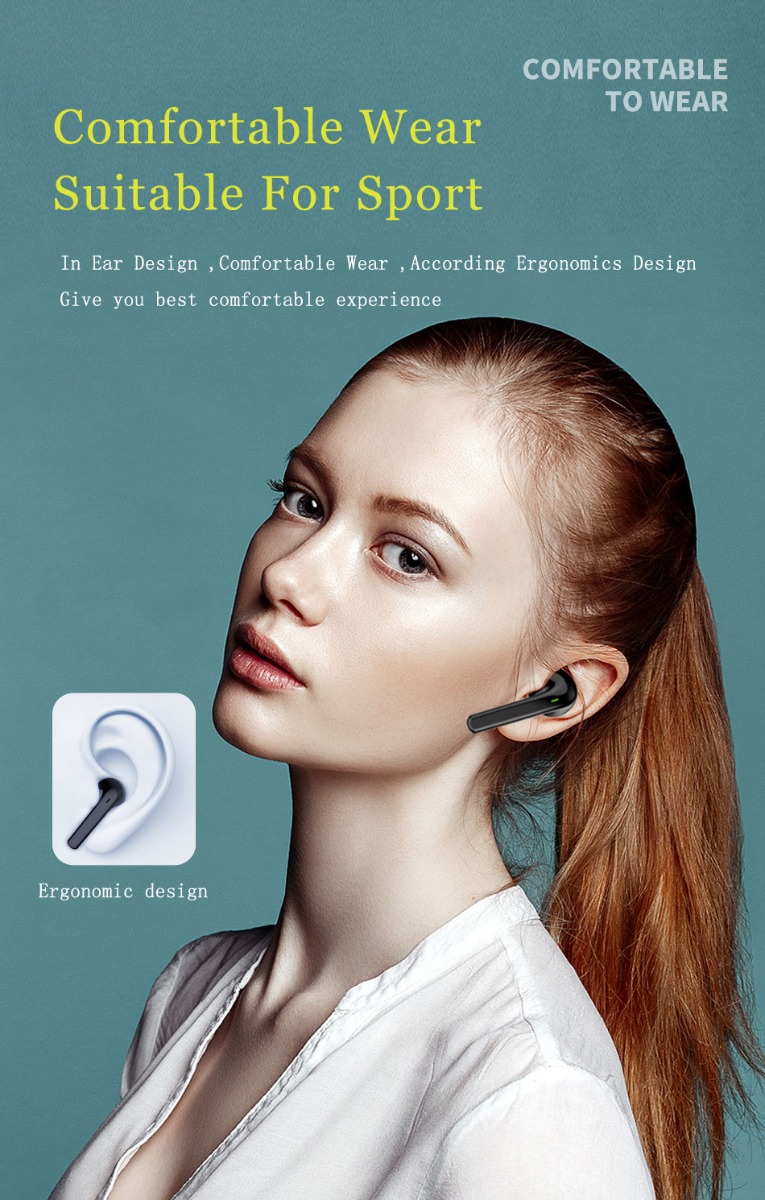 COMFORTABLE
TO WEAR
Comfortable Wear
Suitable For Sport
In Ear Design ,Comfortable Wear ,According Ergonomics Design
Give you best comfortable experience
Ergonomic design